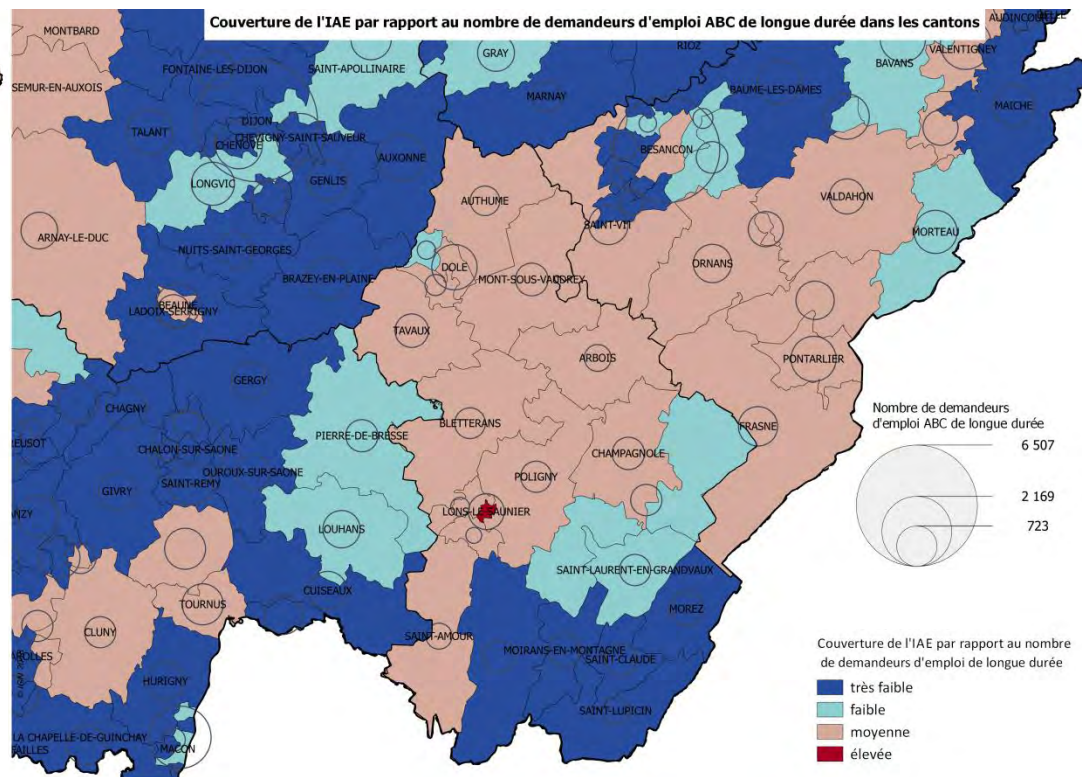 Couverture de l'IAE par rapport au nombre de demandeurs d'emploi ABC de longue durée dans les cantons
MONTBARD
FONTAINE-LES-DIJON
SAINT-APOLLINAIRE
GRAY
RIOZ
BAVANS
VALENTIGNEY
SEMUR-EN-AUXOIS
MARNAY
BAUME-LES-DAMES
MAICHE
TALANT
DIJON
CHEVIGNY-SAINT-SAUVEUR
CHENOVE
BESANCON
AUXONNE
LONGVIC
GENLIS
AUTHUME
VALDAHON
SAINT-VIT
MORTEAU
ARNAY-LE-DUC
NUITS-SAINT-GEORGES
ORNANS
DOLE
BRAZEY-EN-PLAINE
MONT-SOUS-VAUDREY
BEAUNE
LADOIX-SERRIGNY
TAVAUX
ARBOIS
PONTARLIER
GERGY
CHAGNY
BLETTERANS
FRASNE
PIERRE-DE-BRESSE
CHALON-SUR-SAONE
CHAMPAGNOLE
OUROUX-SUR-SAONE
POLIGNY
SAINT-REMY
GIVRY
LONS-LE-SAUNIER
LOUHANS
SAINT-LAURENT-EN-GRANDVAUX
CUISEAUX
TOURNUS
MOREZ
CLUNY
SAINT-AMOUR
MOIRANS-EN-MONTAGNE
SAINT-CLAUDE
HURIGNY
SAINT-LUPICIN
LA CHAPELLE-DE-GUINCHAY
MACON
Nombre de demandeurs
d'emploi ABC de longue durée
6 507
2 169
723
Couverture de l'IAE par rapport au nombre
de demandeurs d'emploi de longue durée
très faible
faible
moyenne
élevée